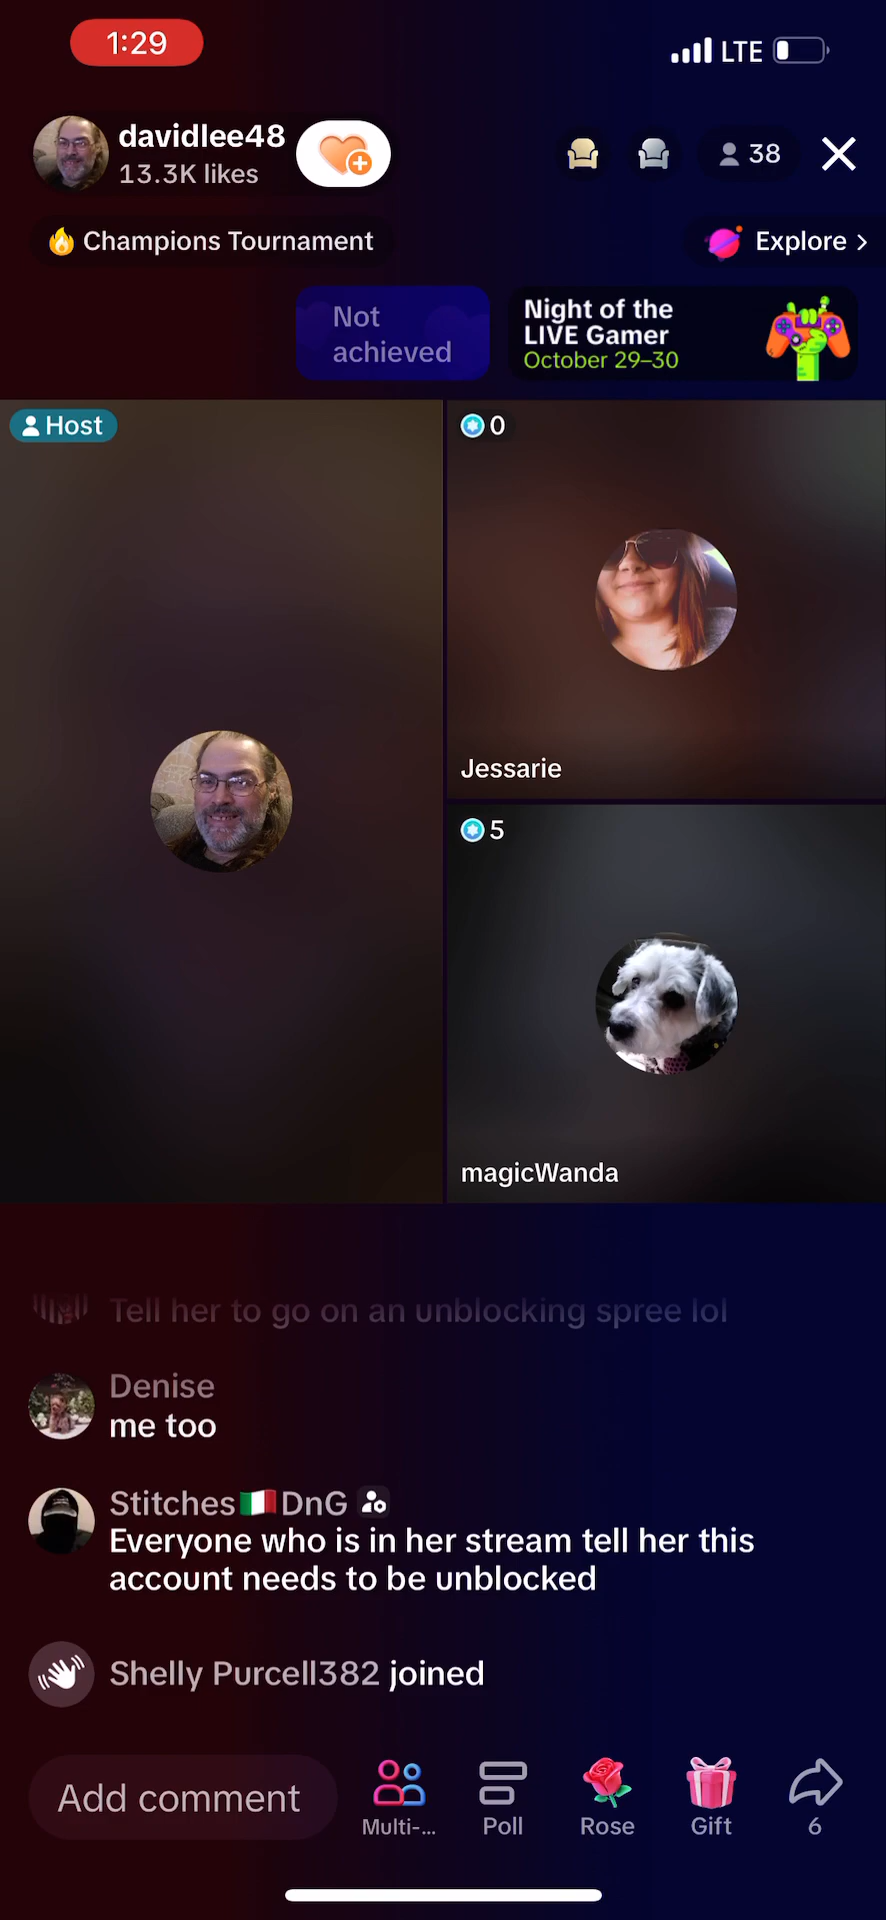 1:29
LTE
davidlee48
13.3K likes
38
Champions Tournament
Explore >
Not
achieved
Night of the
LIVE Gamer
October 29–30
Host
0
Jessarie
5
magicWanda
Tell her to go on an unblocking spree lol
Denise
me too
Stitches🇮🇹DnG
Everyone who is in her stream tell her this
account needs to be unblocked
Shelly Purcell382 joined
Add comment
Multi-...
Poll
Rose
Gift
6